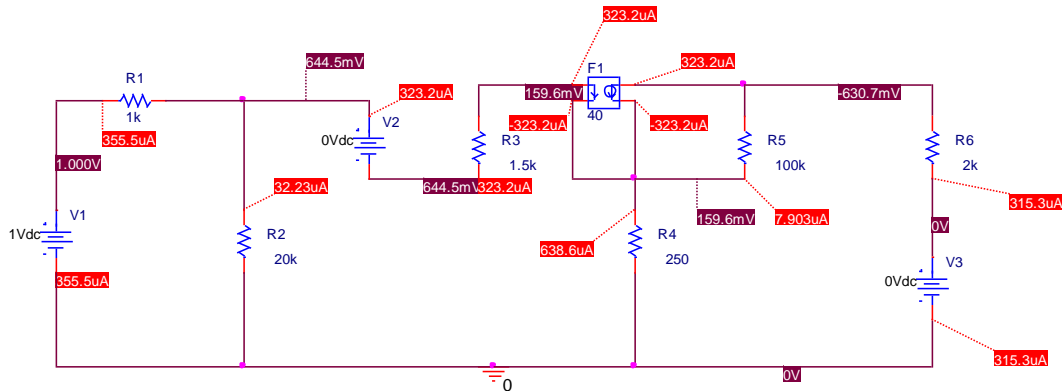 323.2uA
F1
323.2uA
644.5mV
R1
1k
323.2uA
159.6mV
-630.7mV
40
-323.2uA
-323.2uA
V2
0Vdc
R3
1.5k
R5
100k
R6
2k
355.5uA
1.000V
644.5mV
323.2uA
32.23uA
159.6mV
7.903uA
315.3uA
V1
1Vdc
R2
20k
638.6uA
R4
250
0V
V3
0Vdc
355.5uA
315.3uA
0V
0